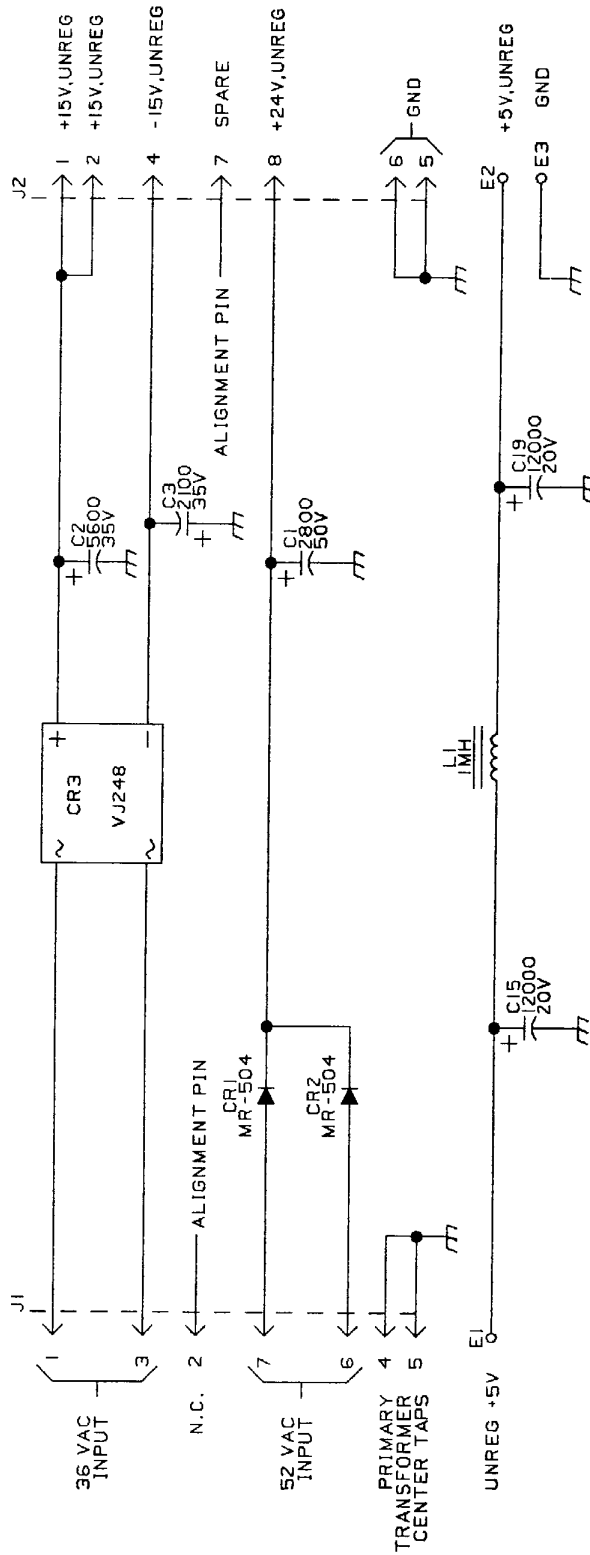 J1
36 VAC
INPUT
1
3
N.C. 2
ALIGNMENT PIN
52 VAC
INPUT
7
6
PRIMARY
TRANSFORMER
CENTER TAPS
4
5
UNREG +5V
E1
CR3
VJ248
~
~
+
-
CR1
MR-504
CR2
MR-504
+
C2
5600
35V
C3
2100
35V
+
+
C1
2800
50V
+
C15
12000
20V
L1
1MH
+
C19
12000
20V
ALIGNMENT PIN
J2
1 +15V,UNREG
2 +15V,UNREG
4 -15V,UNREG
7 SPARE
8 +24V,UNREG
6
5
GND
E2
+5V,UNREG
E3 GND